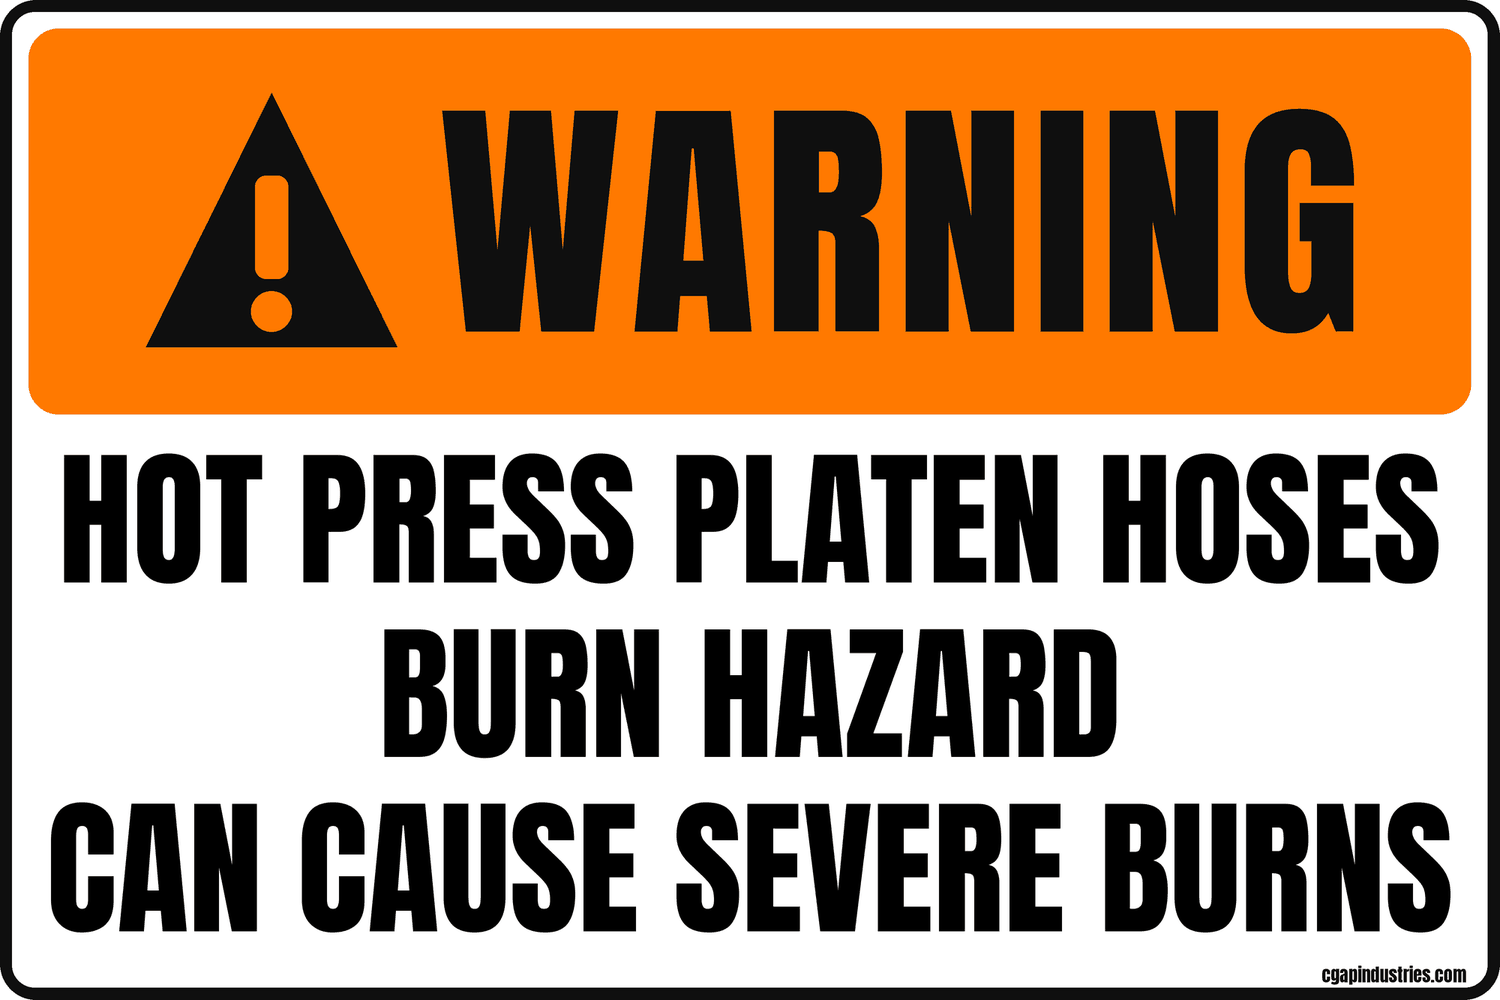 WARNING
HOT PRESS PLATEN HOSES
BURN HAZARD
CAN CAUSE SEVERE BURNS
cgapindustries.com